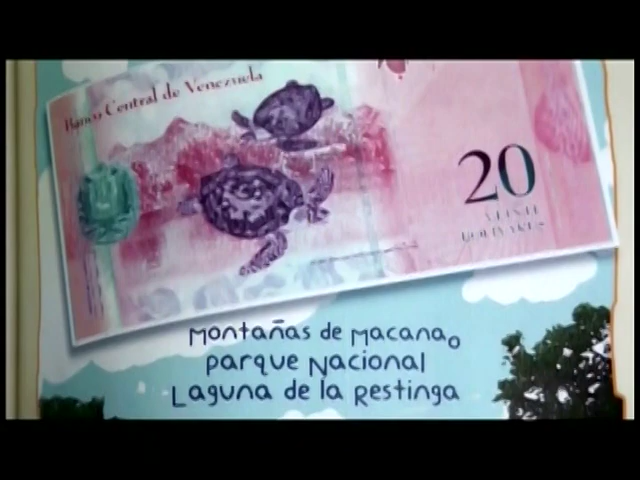 Banco Central de Venezuela
20
VEINTE
BOLIVARES
Montañas de Macanao
Parque Nacional
Laguna de la Restinga